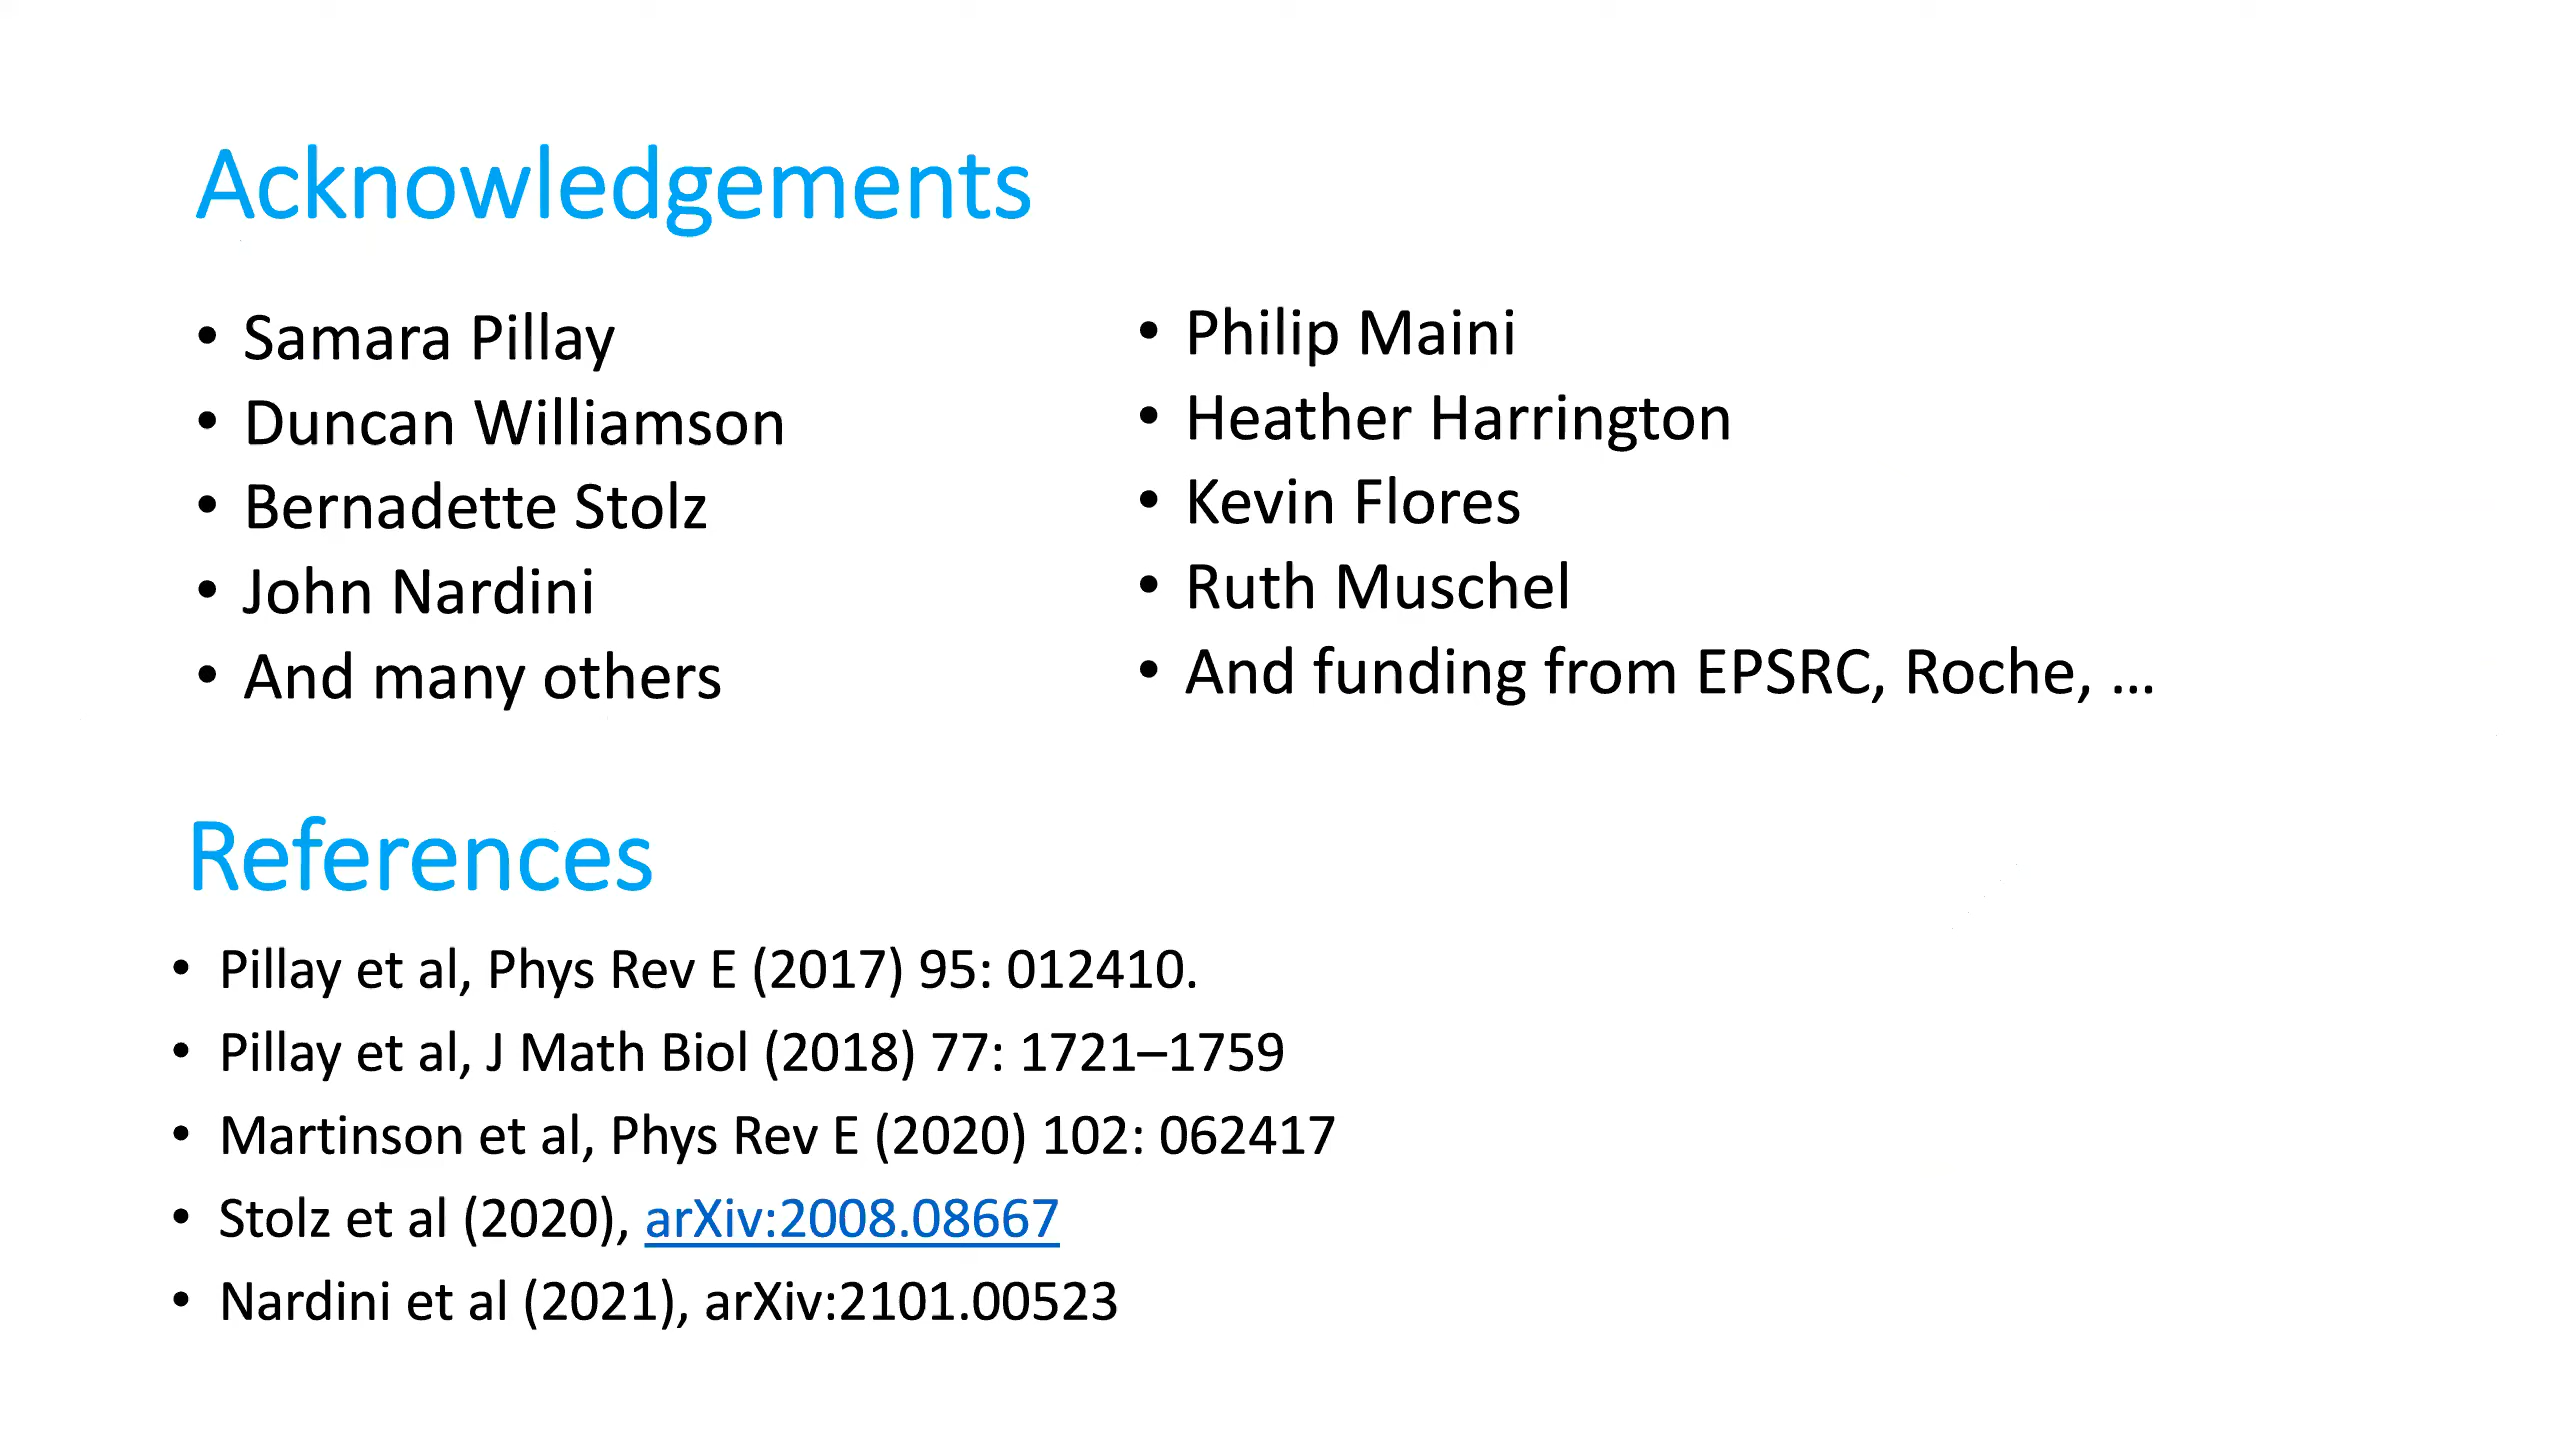 Acknowledgements
• Samara Pillay
• Duncan Williamson
• Bernadette Stolz
• John Nardini
• And many others
• Philip Maini
• Heather Harrington
• Kevin Flores
• Ruth Muschel
• And funding from EPSRC, Roche, …
References
• Pillay et al, Phys Rev E (2017) 95: 012410.
• Pillay et al, J Math Biol (2018) 77: 1721–1759
• Martinson et al, Phys Rev E (2020) 102: 062417
• Stolz et al (2020), arXiv:2008.08667
• Nardini et al (2021), arXiv:2101.00523